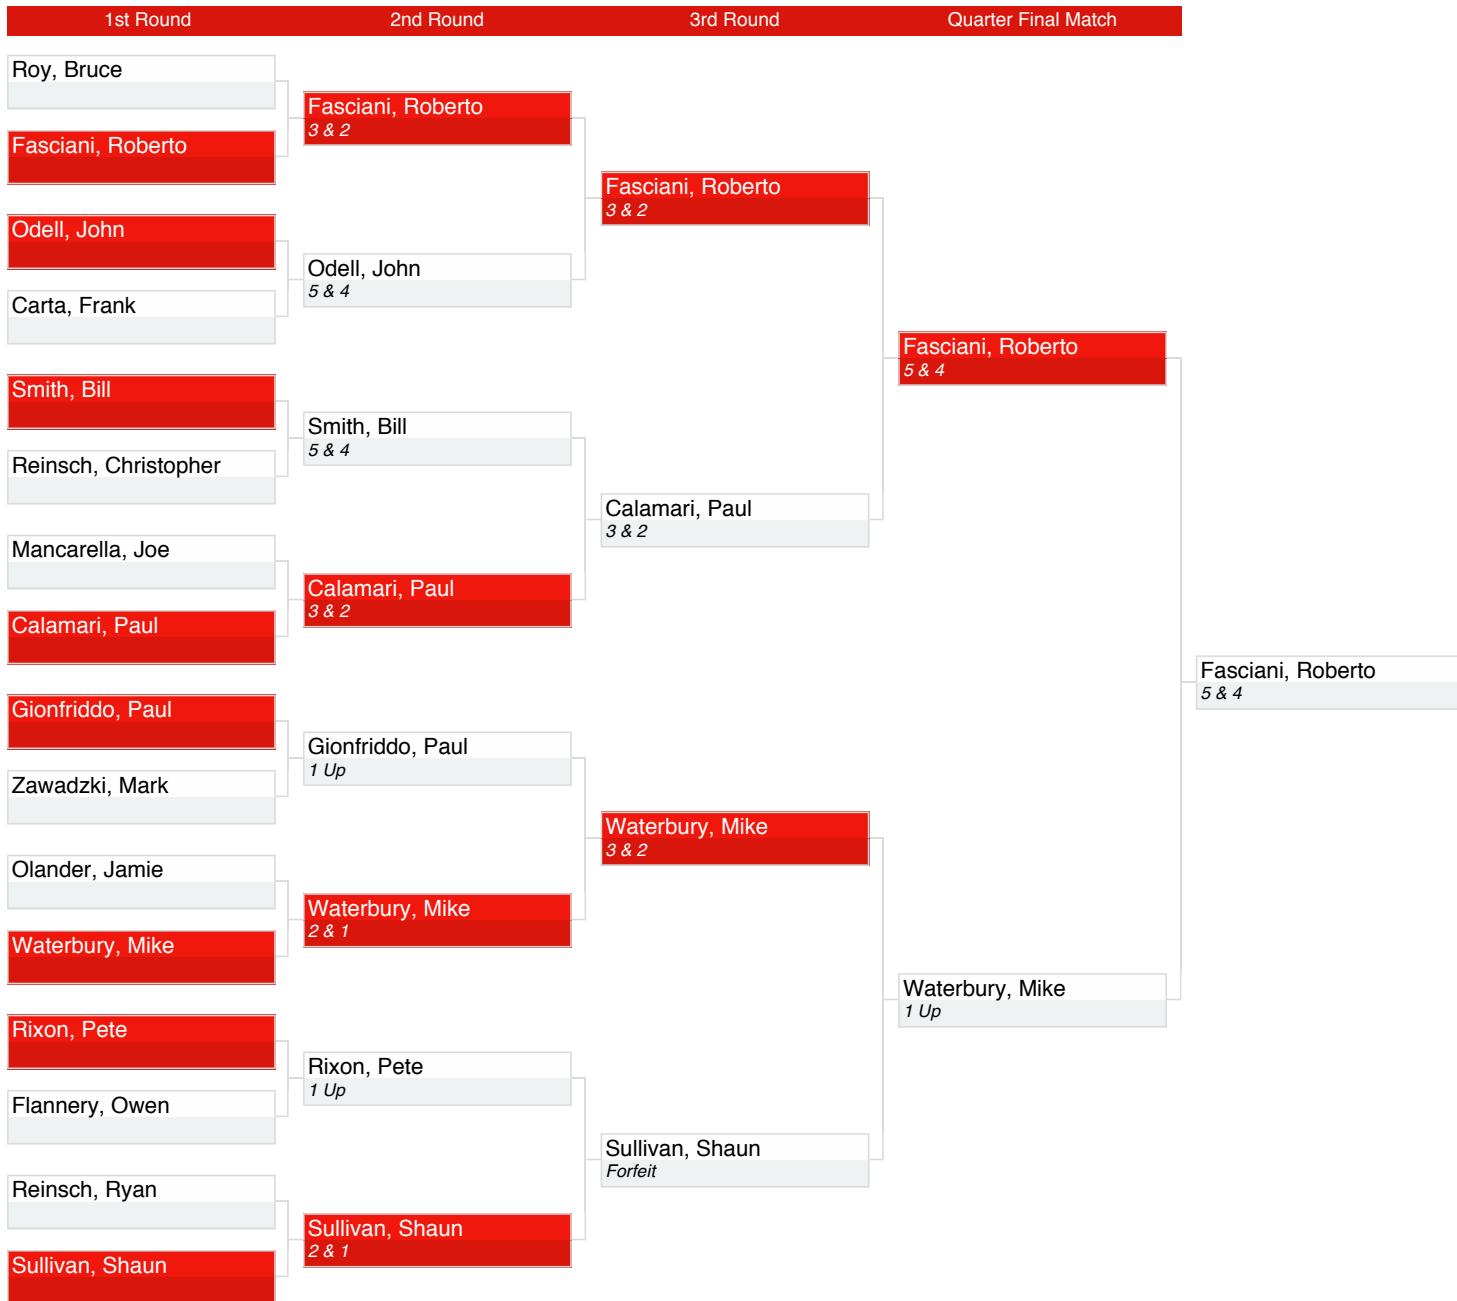 1st Round
2nd Round
3rd Round
Quarter Final Match
Roy, Bruce
Fasciani, Roberto
Odell, John
Carta, Frank
Smith, Bill
Reinsch, Christopher
Mancarella, Joe
Calamari, Paul
Gionfriddo, Paul
Zawadzki, Mark
Olander, Jamie
Waterbury, Mike
Rixon, Pete
Flannery, Owen
Reinsch, Ryan
Sullivan, Shaun
Fasciani, Roberto
3 & 2
Odell, John
5 & 4
Smith, Bill
5 & 4
Calamari, Paul
3 & 2
Gionfriddo, Paul
1 Up
Waterbury, Mike
2 & 1
Rixon, Pete
1 Up
Sullivan, Shaun
2 & 1
Fasciani, Roberto
3 & 2
Calamari, Paul
3 & 2
Waterbury, Mike
3 & 2
Sullivan, Shaun
Forfeit
Fasciani, Roberto
5 & 4
Waterbury, Mike
1 Up
Fasciani, Roberto
5 & 4